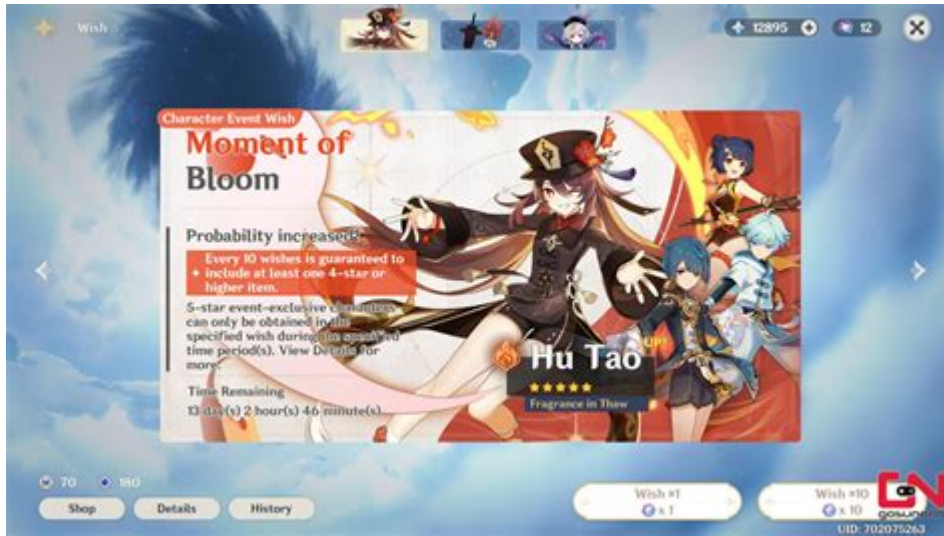 Wish
12895
12
Character Event Wish
Moment of
Bloom
Probability increased!
Every 10 wishes is guaranteed to
include at least one 4-star or
higher item.
5-star event-exclusive characters
can only be obtained in the
specified wish during the specified
time period(s). View Details for
more.
Time Remaining
13 day(s) 2 hour(s) 46 minute(s)
UP!
Hu Tao
Fragrance in Thaw
70
180
Shop
Details
History
Wish ×1
x 1
Wish ×10
x 10
GN
UID: 702075263